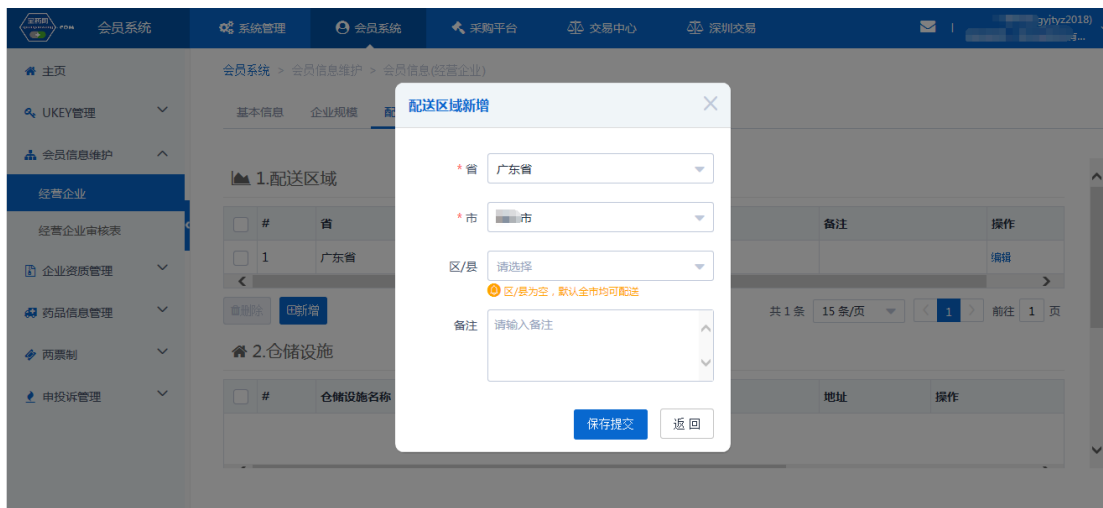 会员系统
系统管理
会员系统
采购平台
交易中心
深圳交易
gyityz2018)
主页
UKEY管理
会员信息维护
经营企业
经营企业审核表
企业资质管理
药品信息管理
两票制
申投诉管理
会员系统 > 会员信息维护 > 会员信息(经营企业)
基本信息
企业规模
配
1.配送区域
# 省 备注 操作
1 广东省 编辑
删除
新增
共1条 15条/页 1 前往 1 页
2.仓储设施
# 仓储设施名称 地址 操作
配送区域新增
* 省 广东省
* 市 市
区/县 请选择
区/县为空，默认全市均可配送
备注 请输入备注
保存提交
返回